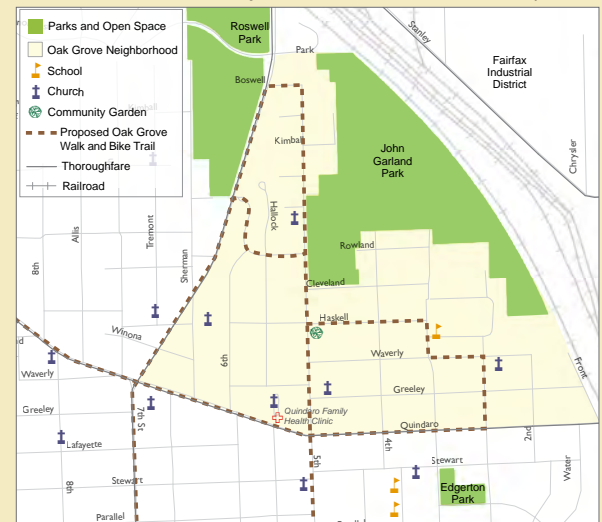 Parks and Open Space
Oak Grove Neighborhood
School
Church
Community Garden
Proposed Oak Grove
Walk and Bike Trail
Thoroughfare
Railroad
Roswell
Park
Park
Boswell
Kimball
Stanley
Fairfax
Industrial
District
Chrysler
John
Garland
Park
Hallock
Rowland
Cleveland
Allis
Tremont
Sherman
8th
Haskell
Winona
9th
Waverly
Waverly
Front
Greeley
Greeley
Quindaro Family
Health Clinic
Quindaro
7th St
Lafayette
5th
4th
2nd
Stewart
Stewart
Water
8th
Edgerton
Park
Parallel